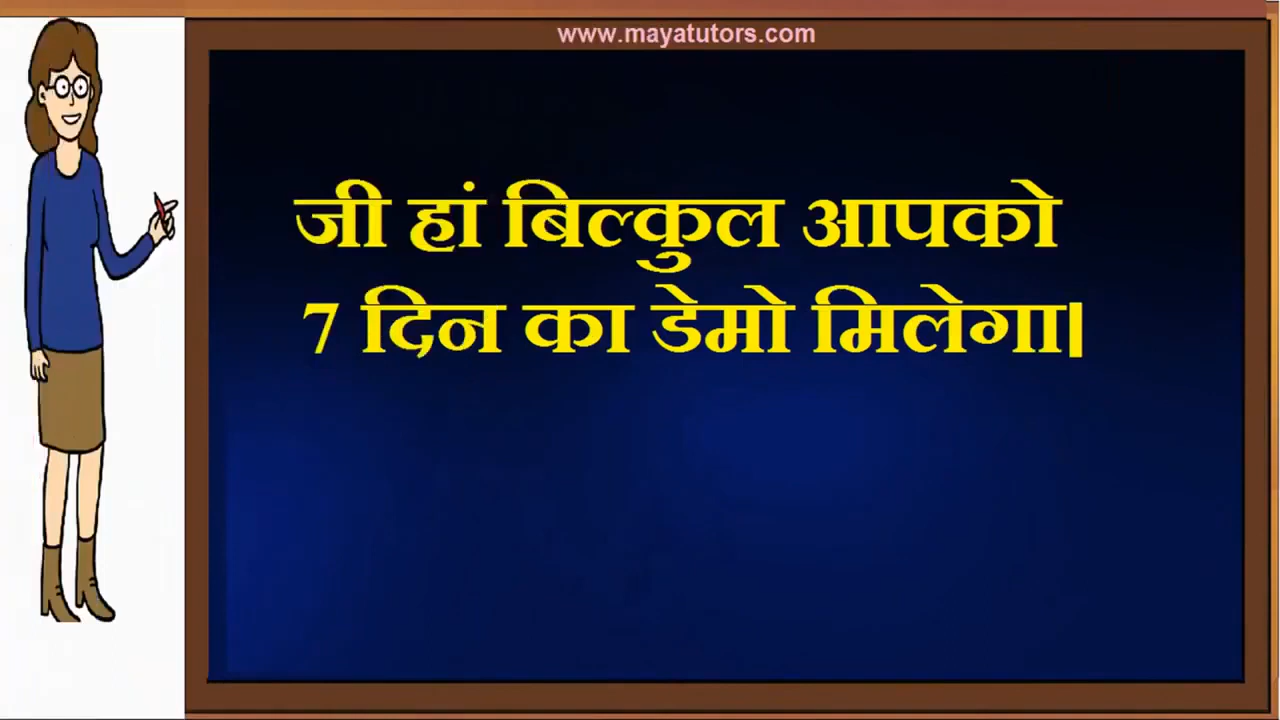 www.mayatutors.com
जी हां बिल्कुल आपको
7 दिन का डेमो मिलेगा।